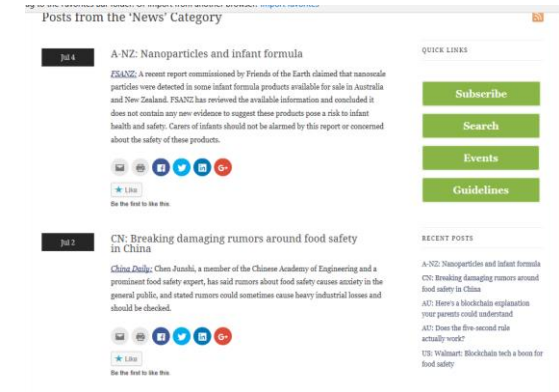 Import favorites
Posts from the ‘News’ Category
Jul 4
A-NZ: Nanoparticles and infant formula
FSANZ: A recent report commissioned by Friends of the Earth claimed that nanoscale
particles were detected in some infant formula products available for sale in Australia
and New Zealand. FSANZ has reviewed the available information and concluded it
does not contain any new evidence to suggest these products pose a risk to infant
health and safety. Carers of infants should not be alarmed by this report or concerned
about the safety of these products.
Like
Be the first to like this.
Jul 2
CN: Breaking damaging rumors around food safety
in China
China Daily: Chen Junshi, a member of the Chinese Academy of Engineering and a
prominent food safety expert, has said rumors about food safety causes anxiety in the
general public, and stated rumors could sometimes cause heavy industrial losses and
should be checked.
Like
Be the first to like this.
QUICK LINKS
Subscribe
Search
Events
Guidelines
RECENT POSTS
A-NZ: Nanoparticles and infant formula
CN: Breaking damaging rumors around
food safety in China
AU: Here's a blockchain explanation
your parents could understand
AU: Does the five-second rule
actually work?
US: Walmart: Blockchain tech a boon for
food safety